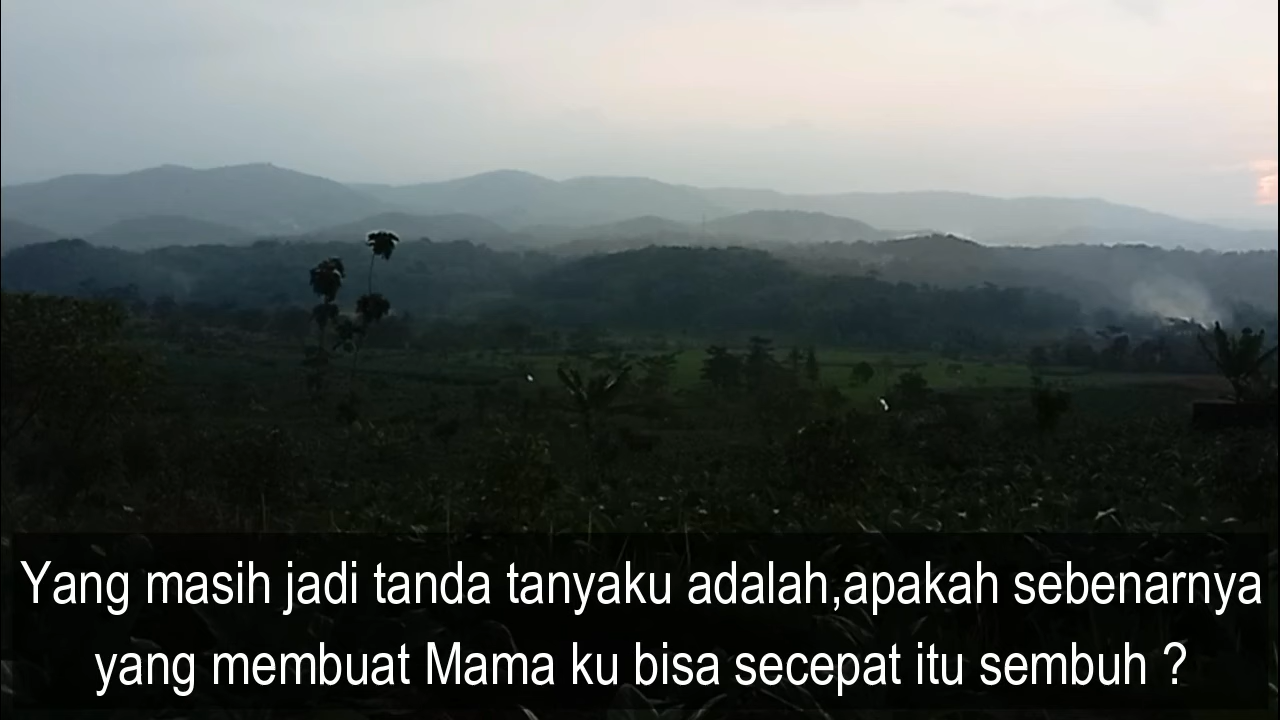 Yang masih jadi tanda tanyaku adalah,apakah sebenarnya
yang membuat Mama ku bisa secepat itu sembuh ?